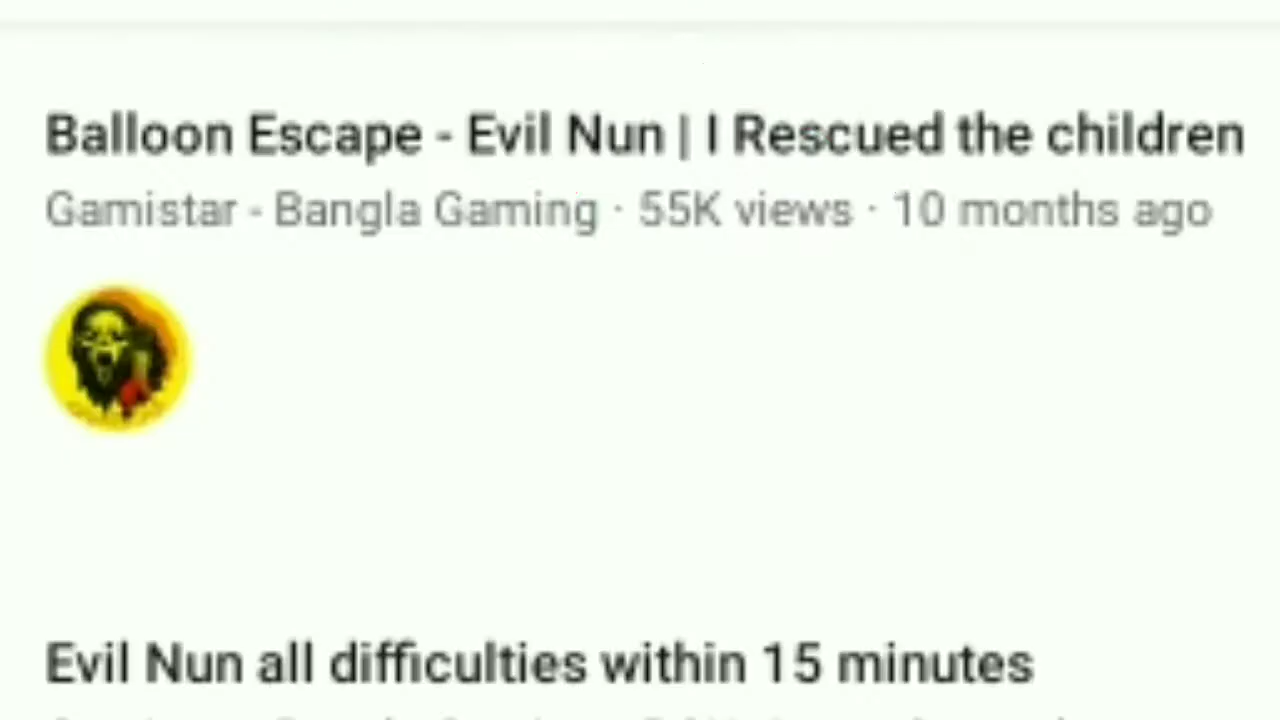 Balloon Escape - Evil Nun | I Rescued the children
Gamistar - Bangla Gaming · 55K views · 10 months ago
Evil Nun all difficulties within 15 minutes